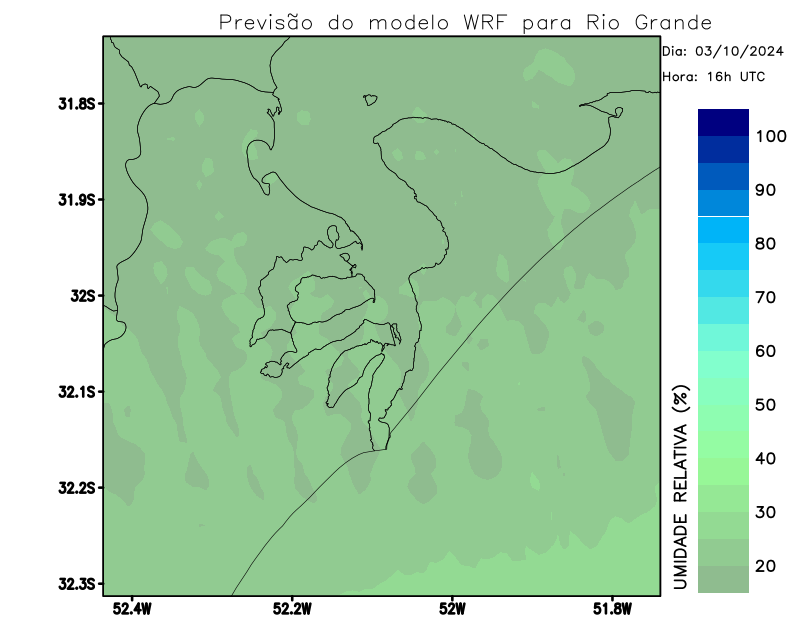 Previsão do modelo WRF para Rio Grande
Dia: 03/10/2024
Hora: 16h UTC
31.8S
31.9S
32S
32.1S
32.2S
32.3S
52.4W 52.2W 52W 51.8W
100
90
80
70
60
50
40
30
20
UMIDADE RELATIVA (%)